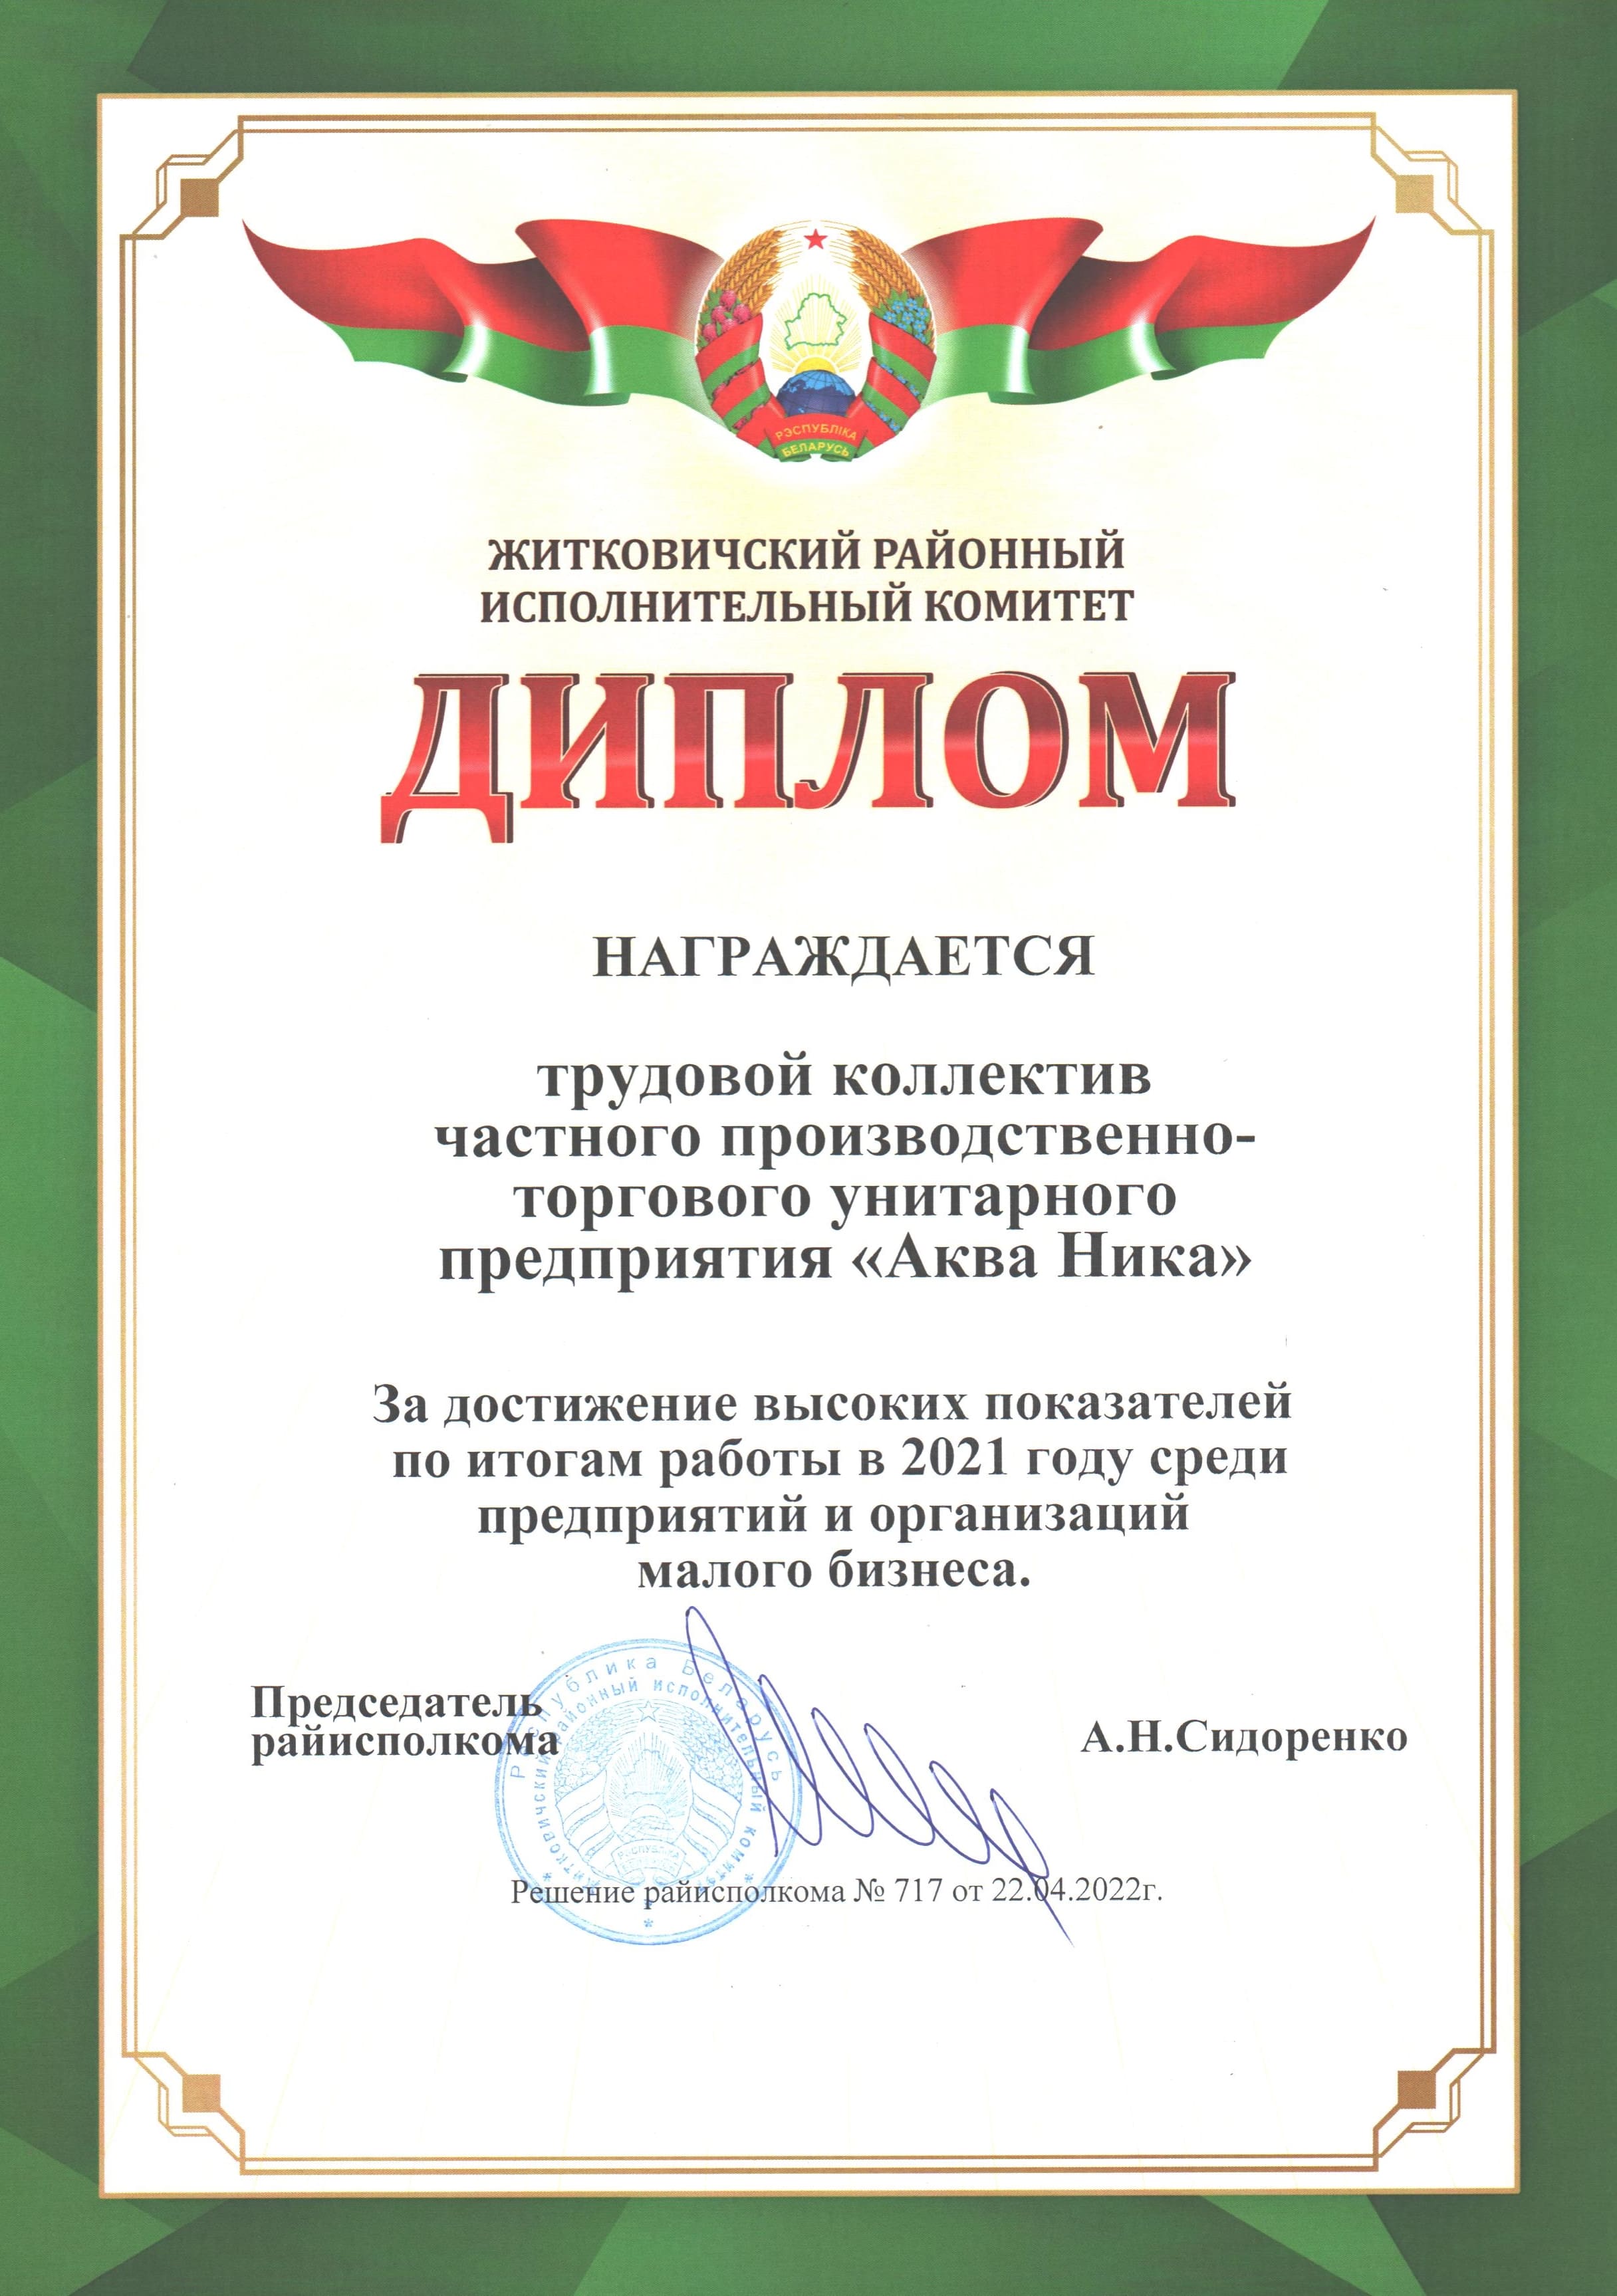 РЭСПУБЛІКА
БЕЛАРУСЬ
ЖИТКОВИЧСКИЙ РАЙОННЫЙ
ИСПОЛНИТЕЛЬНЫЙ КОМИТЕТ
ДИПЛОМ
НАГРАЖДАЕТСЯ
трудовой коллектив
частного производственно-
торгового унитарного
предприятия «Аква Ника»
За достижение высоких показателей
по итогам работы в 2021 году среди
предприятий и организаций
малого бизнеса.
Председатель
райисполкома
А.Н.Сидоренко
Республика Беларусь
Житковичский районный исполнительный комитет
Решение райисполкома № 717 от 22.04.2022г.